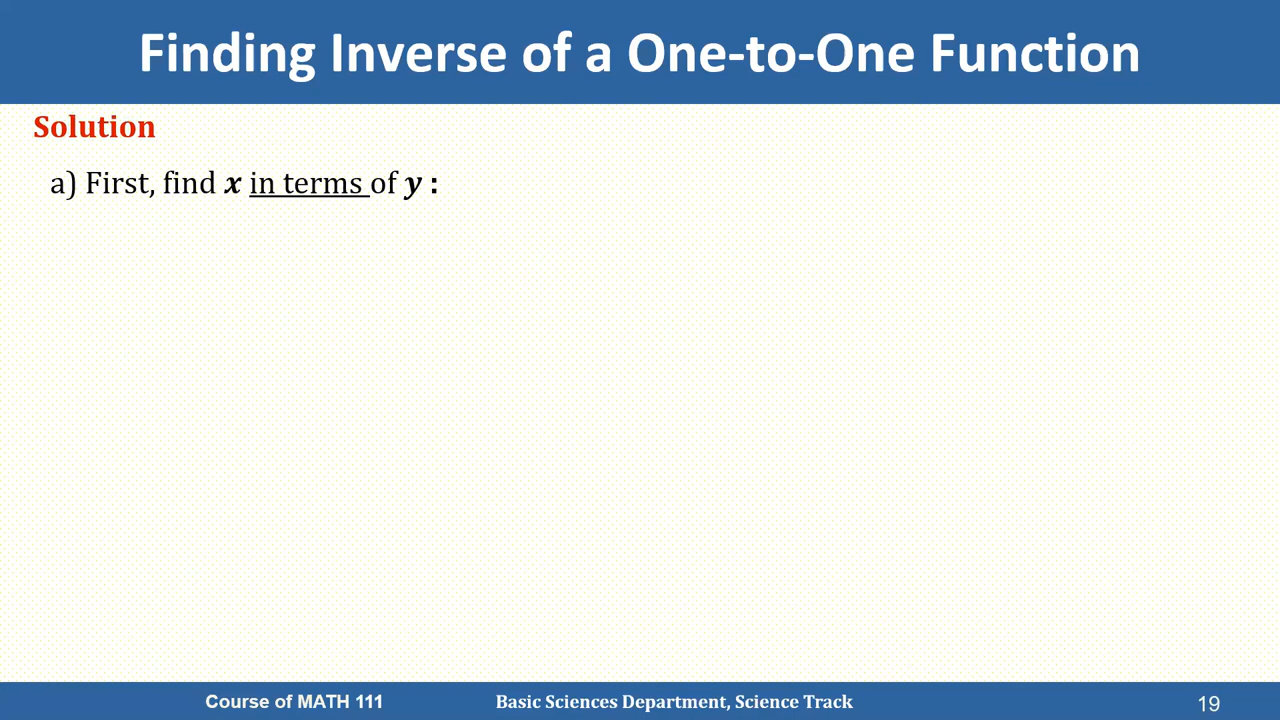 Finding Inverse of a One-to-One Function
Solution
a) First, find x in terms of y :
Course of MATH 111 Basic Sciences Department, Science Track 19